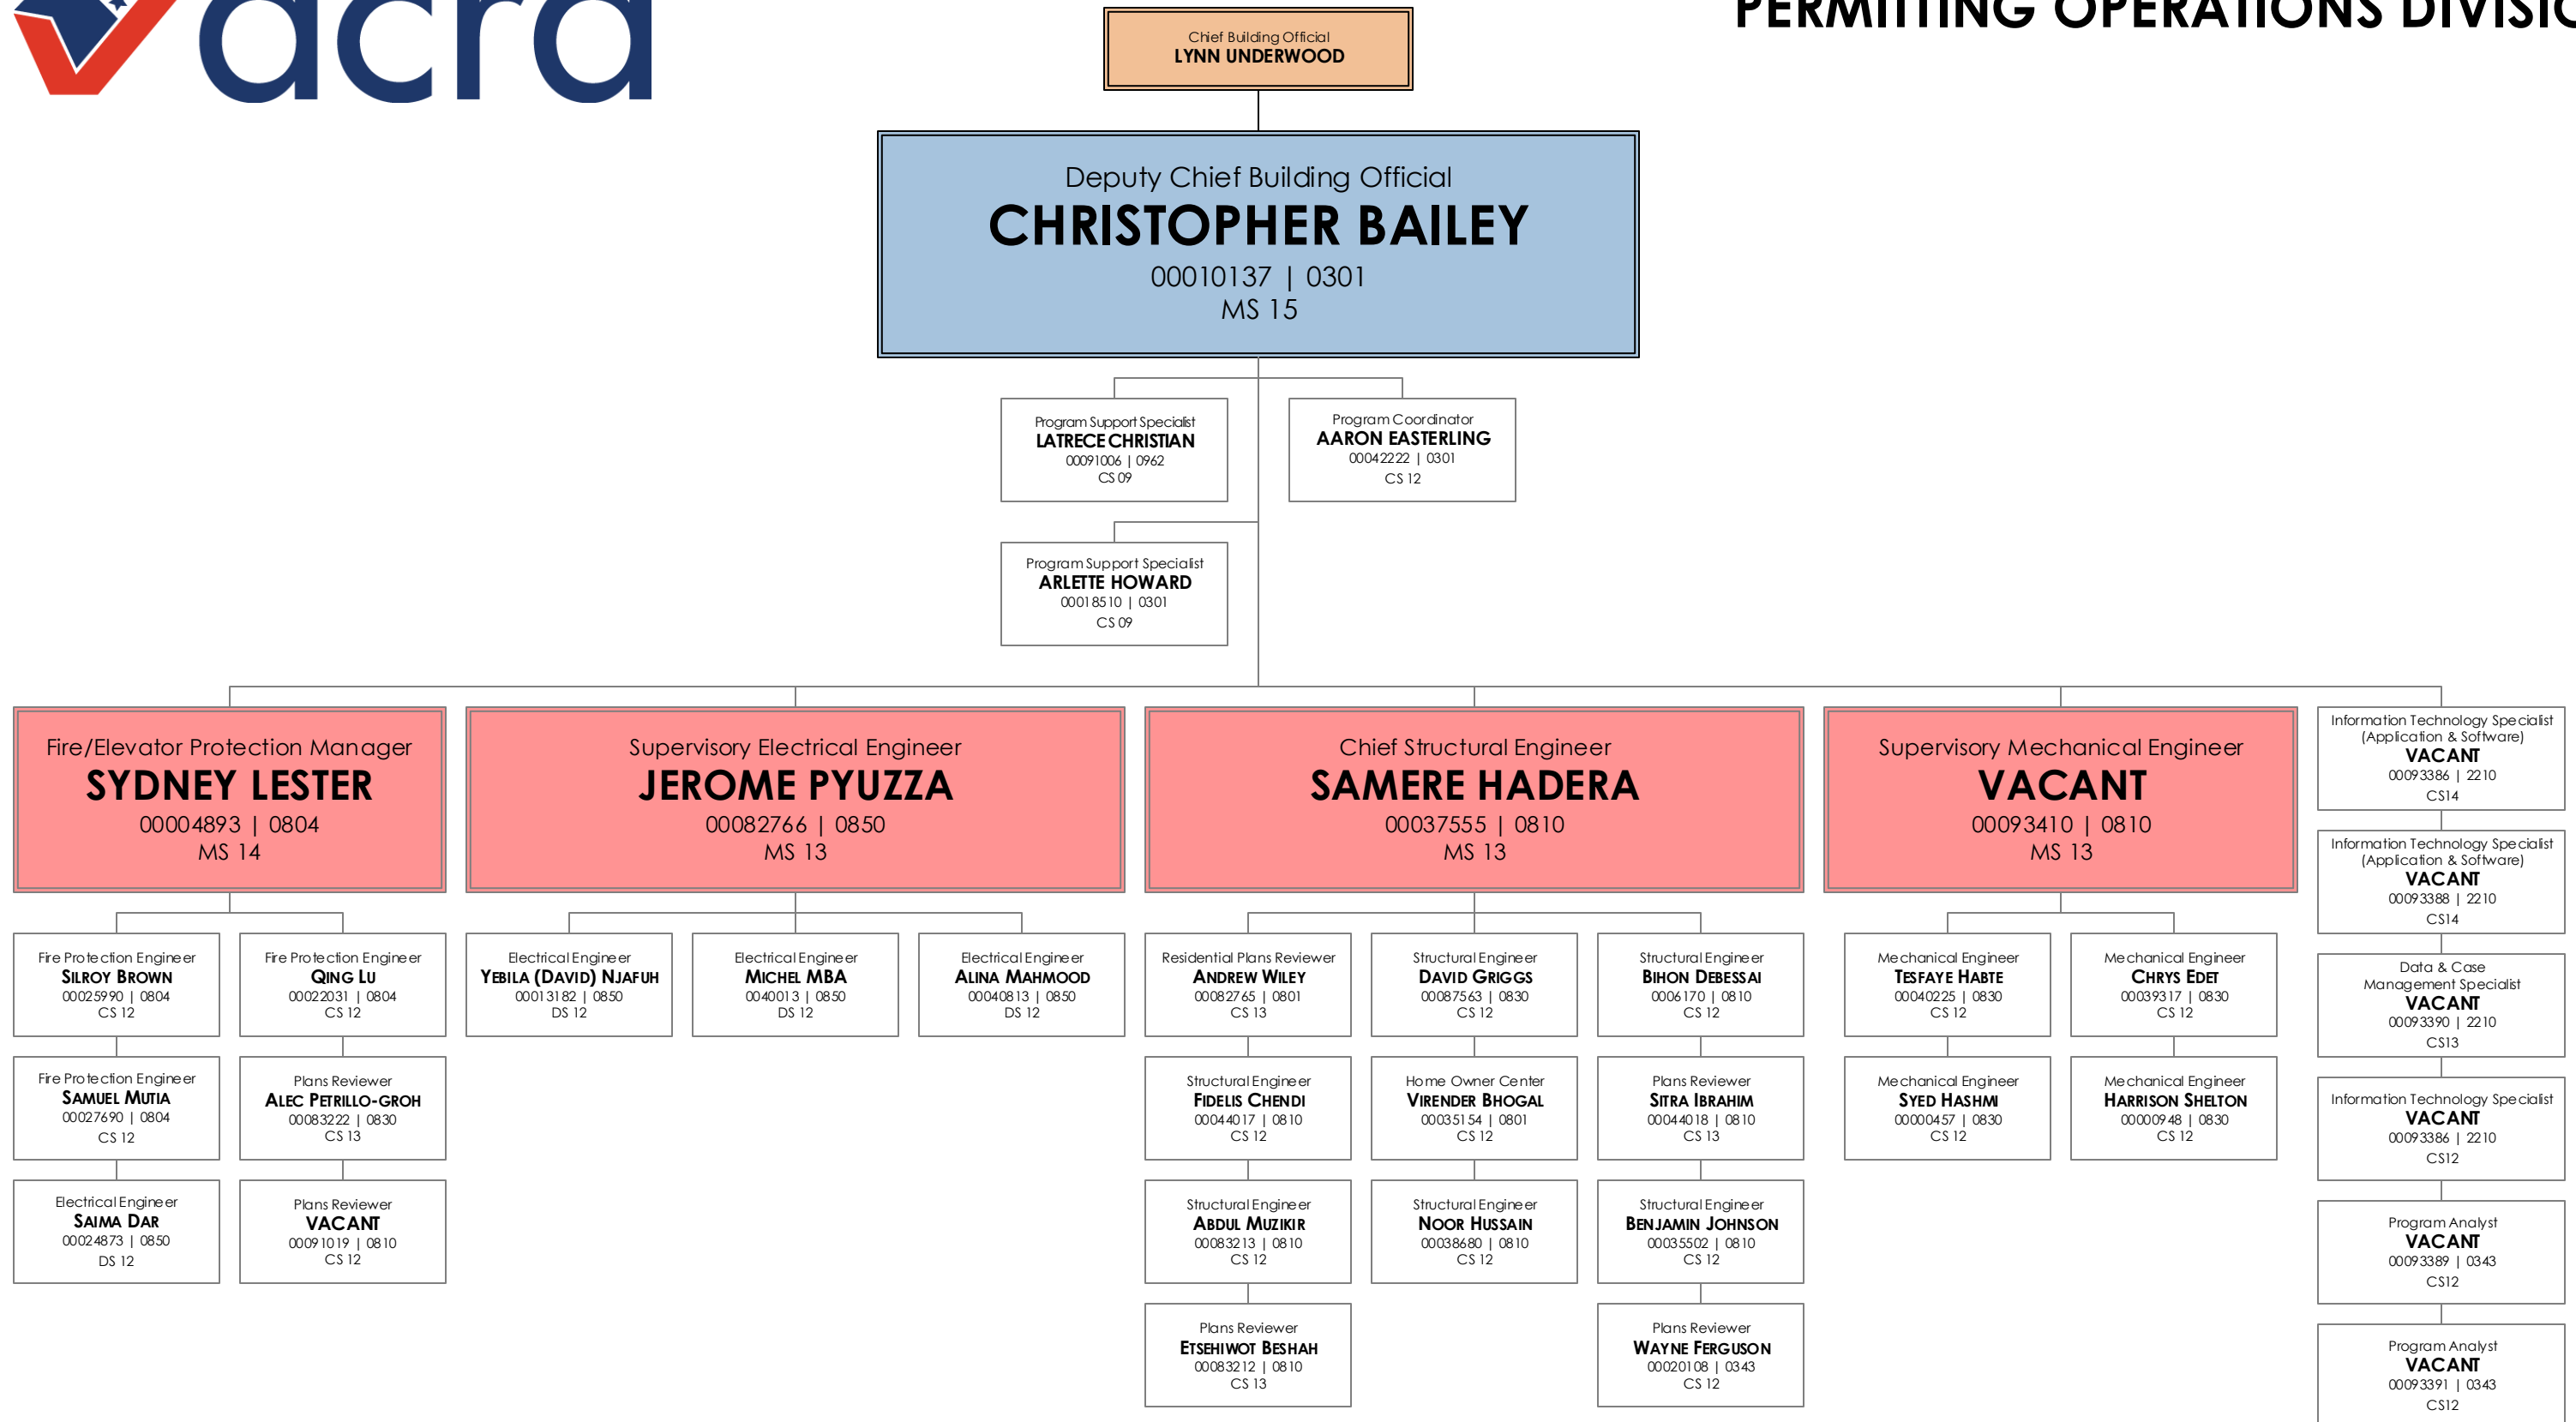 dcra
PERMITTING OPERATIONS DIVISIO
Chief Building Official
LYNN UNDERWOOD
Deputy Chief Building Official
CHRISTOPHER BAILEY
00010137 | 0301
MS 15
Program Support Specialist
LATRECE CHRISTIAN
00091006 | 0962
CS 09
Program Coordinator
AARON EASTERLING
00042222 | 0301
CS 12
Program Support Specialist
ARLETTE HOWARD
00018510 | 0301
CS 09
Fire/Elevator Protection Manager
SYDNEY LESTER
00004893 | 0804
MS 14
Supervisory Electrical Engineer
JEROME PYUZZA
00082766 | 0850
MS 13
Chief Structural Engineer
SAMERE HADERA
00037555 | 0810
MS 13
Supervisory Mechanical Engineer
VACANT
00093410 | 0810
MS 13
Information Technology Specialist
(Application & Software)
VACANT
00093386 | 2210
CS14
Information Technology Specialist
(Application & Software)
VACANT
00093388 | 2210
CS14
Fire Protection Engineer
SILROY BROWN
00025990 | 0804
CS 12
Fire Protection Engineer
QING LU
00022031 | 0804
CS 12
Electrical Engineer
YEBILA (DAVID) NJAFUH
00013182 | 0850
DS 12
Electrical Engineer
MICHEL MBA
0040013 | 0850
DS 12
Electrical Engineer
ALINA MAHMOOD
00040813 | 0850
DS 12
Residential Plans Reviewer
ANDREW WILEY
00082765 | 0801
CS 13
Structural Engineer
DAVID GRIGGS
00087563 | 0830
CS 12
Structural Engineer
BIHON DEBESSAI
0006170 | 0810
CS 12
Mechanical Engineer
TESFAYE HABTE
00040225 | 0830
CS 12
Mechanical Engineer
CHRYS EDET
00039317 | 0830
CS 12
Data & Case
Management Specialist
VACANT
00093390 | 2210
CS13
Fire Protection Engineer
SAMUEL MUTIA
00027690 | 0804
CS 12
Plans Reviewer
ALEC PETRILLO-GROH
00083222 | 0830
CS 13
Structural Engineer
FIDELIS CHENDI
00044017 | 0810
CS 12
Home Owner Center
VIRENDER BHOGAL
00035154 | 0801
CS 12
Plans Reviewer
SITRA IBRAHIM
00044018 | 0810
CS 13
Mechanical Engineer
SYED HASHMI
00000457 | 0830
CS 12
Mechanical Engineer
HARRISON SHELTON
00000948 | 0830
CS 12
Information Technology Specialist
VACANT
00093386 | 2210
CS12
Electrical Engineer
SAIMA DAR
00024873 | 0850
DS 12
Plans Reviewer
VACANT
00091019 | 0810
CS 12
Structural Engineer
ABDUL MUZIKIR
00083213 | 0810
CS 12
Structural Engineer
NOOR HUSSAIN
00038680 | 0810
CS 12
Structural Engineer
BENJAMIN JOHNSON
00035502 | 0810
CS 12
Program Analyst
VACANT
00093389 | 0343
CS12
Plans Reviewer
ETSEHIWOT BESHAH
00083212 | 0810
CS 13
Plans Reviewer
WAYNE FERGUSON
00020108 | 0343
CS 12
Program Analyst
VACANT
00093391 | 0343
CS12